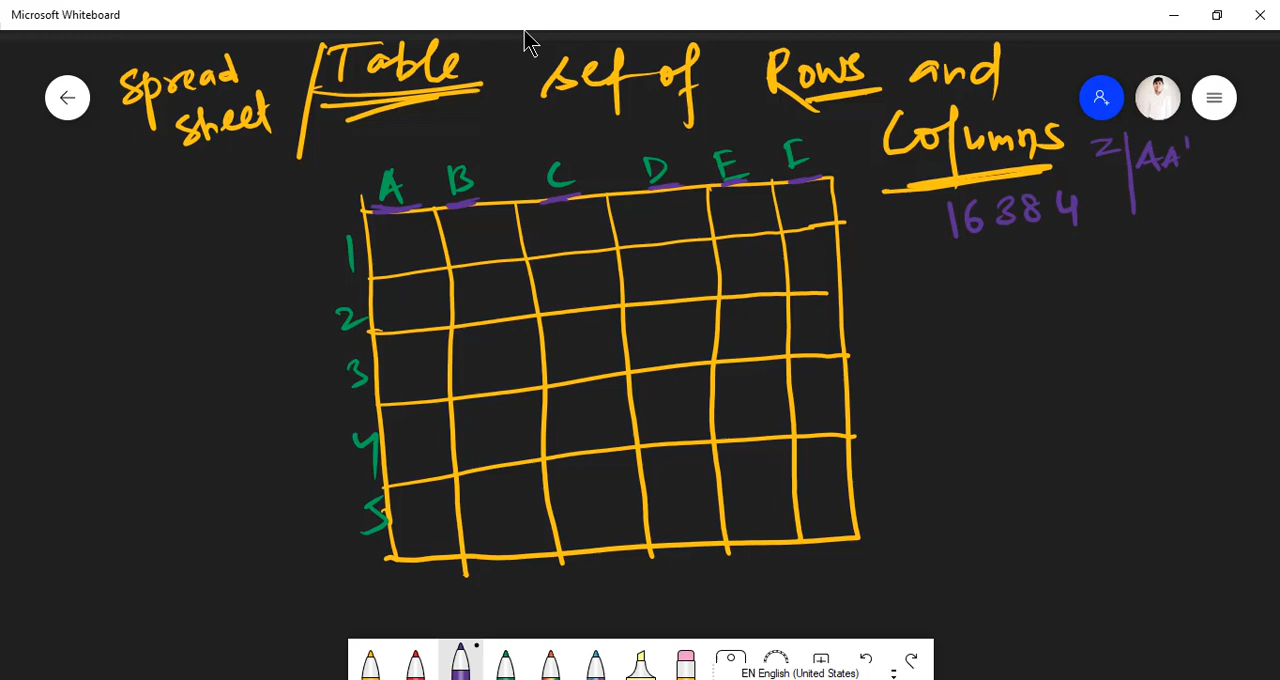 Microsoft Whiteboard
Spread / Table set of Rows and
sheet Columns
Z | AA
16384
A B C D E E
1
2
3
4
5
EN English (United States)